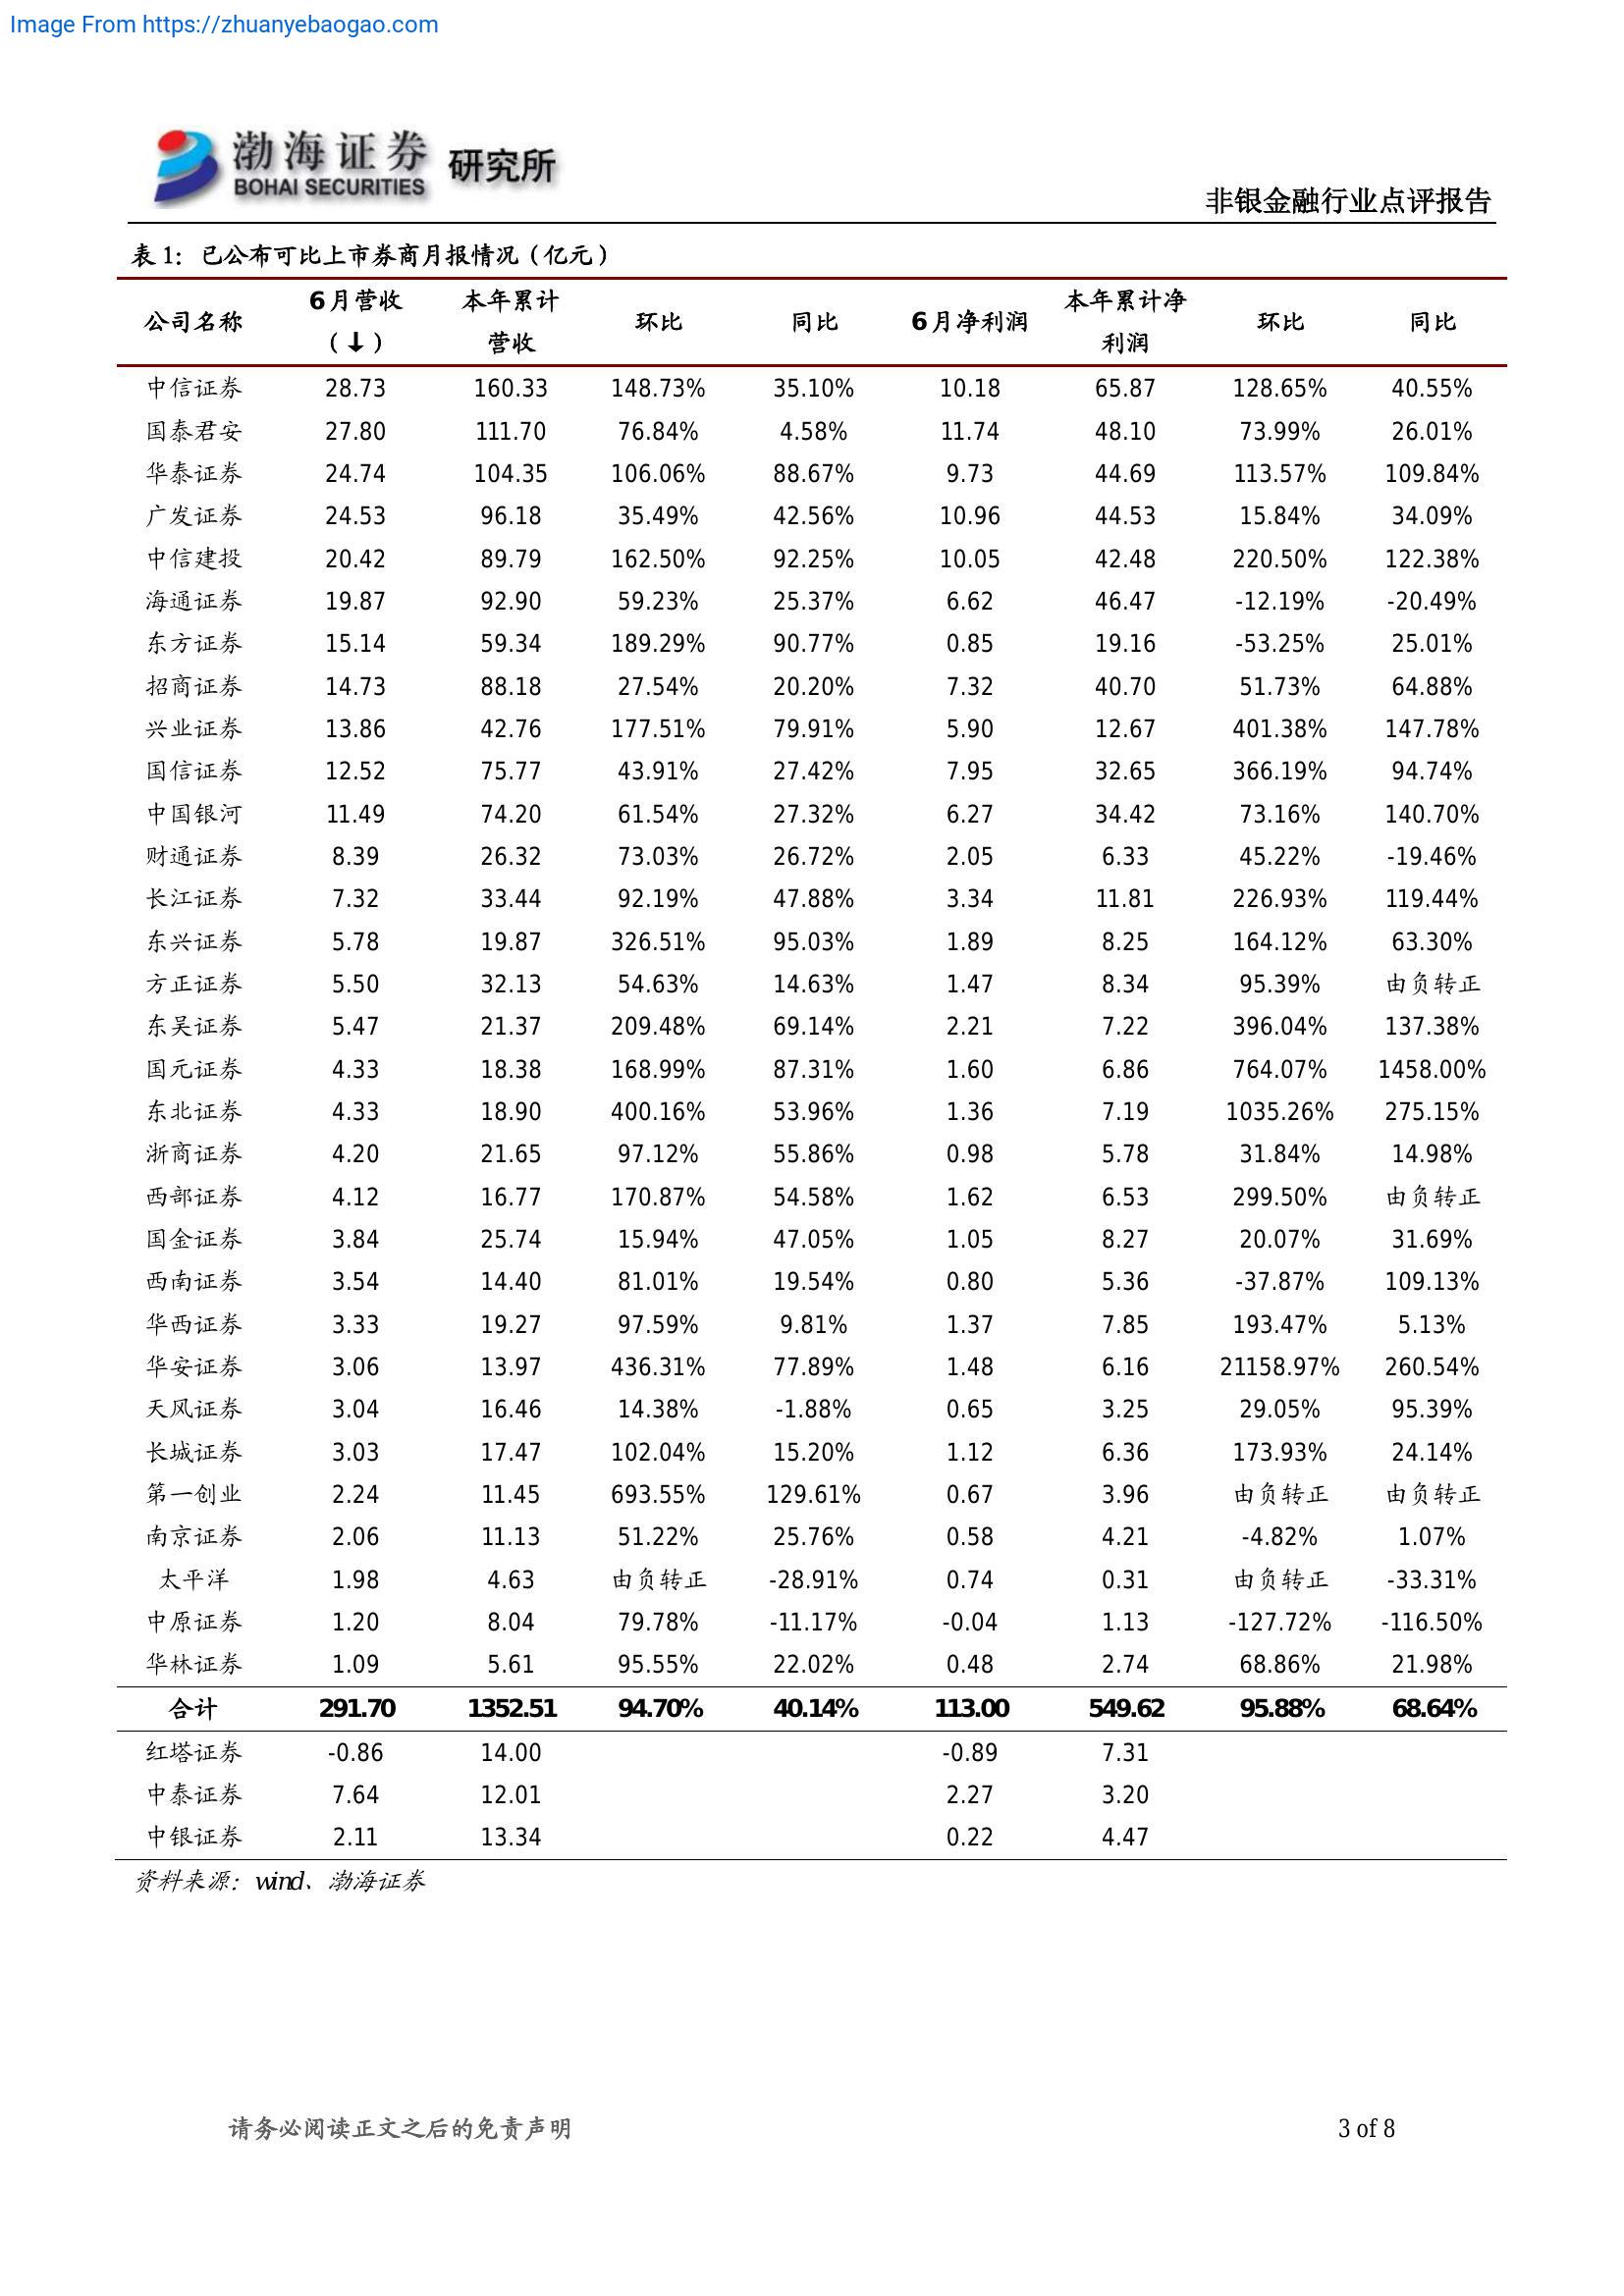 Image From https://zhuanyebaogao.com
渤海证券 研究所
BOHAI SECURITIES
非银金融行业点评报告
表 1：已公布可比上市券商月报情况（亿元）
公司名称 6月营收（↓） 本年累计营收 环比 同比 6月净利润 本年累计净利润 环比 同比
中信证券 28.73 160.33 148.73% 35.10% 10.18 65.87 128.65% 40.55%
国泰君安 27.80 111.70 76.84% 4.58% 11.74 48.10 73.99% 26.01%
华泰证券 24.74 104.35 106.06% 88.67% 9.73 44.69 113.57% 109.84%
广发证券 24.53 96.18 35.49% 42.56% 10.96 44.53 15.84% 34.09%
中信建投 20.42 89.79 162.50% 92.25% 10.05 42.48 220.50% 122.38%
海通证券 19.87 92.90 59.23% 25.37% 6.62 46.47 -12.19% -20.49%
东方证券 15.14 59.34 189.29% 90.77% 0.85 19.16 -53.25% 25.01%
招商证券 14.73 88.18 27.54% 20.20% 7.32 40.70 51.73% 64.88%
兴业证券 13.86 42.76 177.51% 79.91% 5.90 12.67 401.38% 147.78%
国信证券 12.52 75.77 43.91% 27.42% 7.95 32.65 366.19% 94.74%
中国银河 11.49 74.20 61.54% 27.32% 6.27 34.42 73.16% 140.70%
财通证券 8.39 26.32 73.03% 26.72% 2.05 6.33 45.22% -19.46%
长江证券 7.32 33.44 92.19% 47.88% 3.34 11.81 226.93% 119.44%
东兴证券 5.78 19.87 326.51% 95.03% 1.89 8.25 164.12% 63.30%
方正证券 5.50 32.13 54.63% 14.63% 1.47 8.34 95.39% 由负转正
东吴证券 5.47 21.37 209.48% 69.14% 2.21 7.22 396.04% 137.38%
国元证券 4.33 18.38 168.99% 87.31% 1.60 6.86 764.07% 1458.00%
东北证券 4.33 18.90 400.16% 53.96% 1.36 7.19 1035.26% 275.15%
浙商证券 4.20 21.65 97.12% 55.86% 0.98 5.78 31.84% 14.98%
西部证券 4.12 16.77 170.87% 54.58% 1.62 6.53 299.50% 由负转正
国金证券 3.84 25.74 15.94% 47.05% 1.05 8.27 20.07% 31.69%
西南证券 3.54 14.40 81.01% 19.54% 0.80 5.36 -37.87% 109.13%
华西证券 3.33 19.27 97.59% 9.81% 1.37 7.85 193.47% 5.13%
华安证券 3.06 13.97 436.31% 77.89% 1.48 6.16 21158.97% 260.54%
天风证券 3.04 16.46 14.38% -1.88% 0.65 3.25 29.05% 95.39%
长城证券 3.03 17.47 102.04% 15.20% 1.12 6.36 173.93% 24.14%
第一创业 2.24 11.45 693.55% 129.61% 0.67 3.96 由负转正 由负转正
南京证券 2.06 11.13 51.22% 25.76% 0.58 4.21 -4.82% 1.07%
太平洋 1.98 4.63 由负转正 -28.91% 0.74 0.31 由负转正 -33.31%
中原证券 1.20 8.04 79.78% -11.17% -0.04 1.13 -127.72% -116.50%
华林证券 1.09 5.61 95.55% 22.02% 0.48 2.74 68.86% 21.98%
合计 291.70 1352.51 94.70% 40.14% 113.00 549.62 95.88% 68.64%
红塔证券 -0.86 14.00 -0.89 7.31
中泰证券 7.64 12.01 2.27 3.20
中银证券 2.11 13.34 0.22 4.47
资料来源：wind、渤海证券
请务必阅读正文之后的免责声明
3 of 8